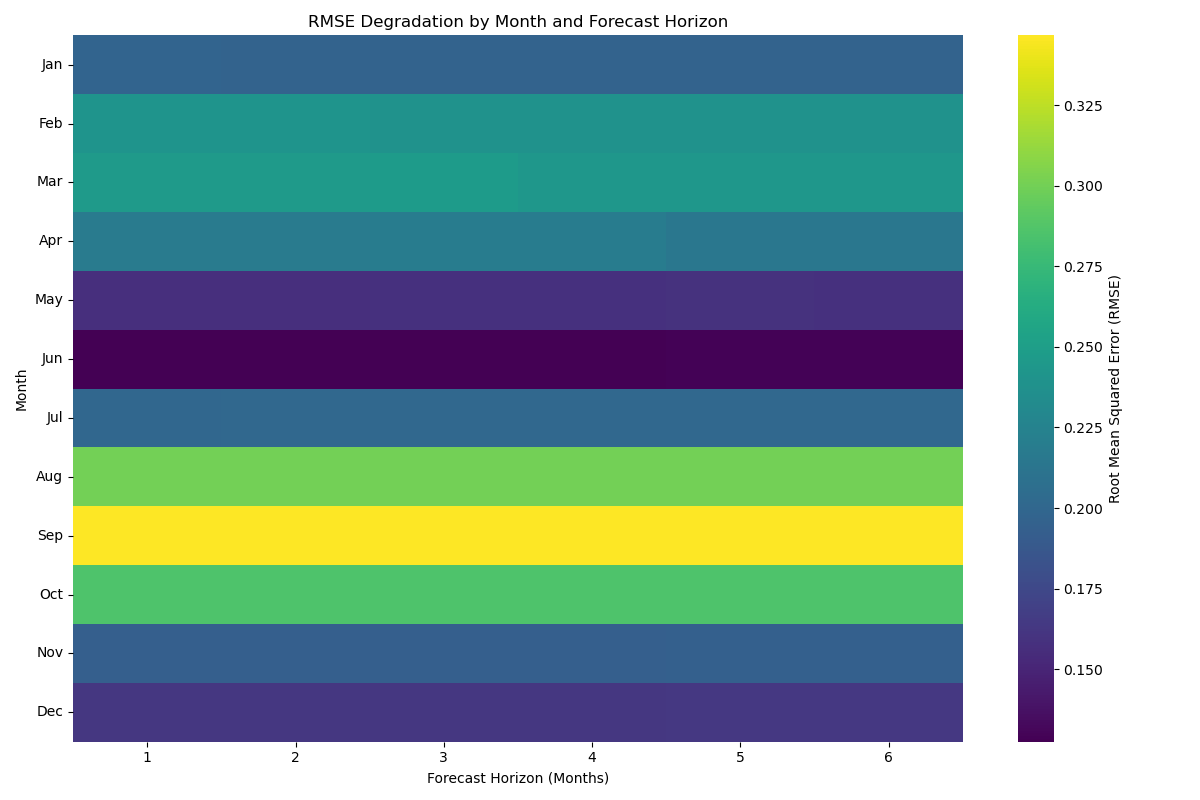 RMSE Degradation by Month and Forecast Horizon
Jan
Feb
Mar
Apr
May
Jun
Jul
Aug
Sep
Oct
Nov
Dec
Month
1 2 3 4 5 6
Forecast Horizon (Months)
0.325
0.300
0.275
0.250
0.225
0.200
0.175
0.150
Root Mean Squared Error (RMSE)